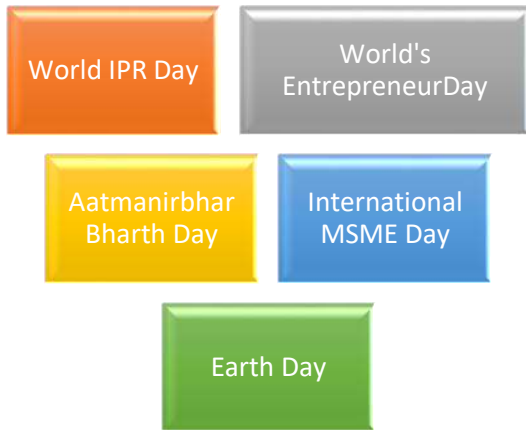 World IPR Day
World's
EntrepreneurDay
Aatmanirbhar
Bharth Day
International
MSME Day
Earth Day